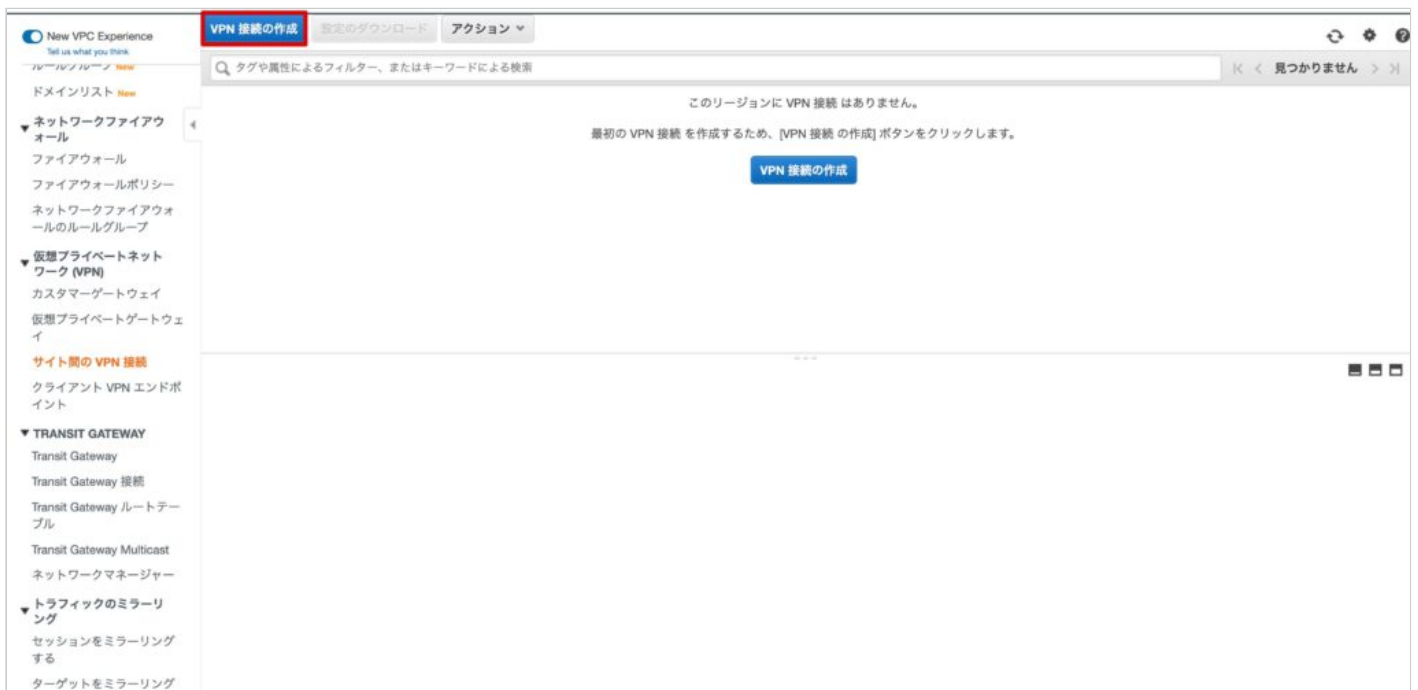 New VPC Experience
Tell us what you think
ルールグループ New
ドメインリスト New
ネットワークファイアウ
ォール
ファイアウォール
ファイアウォールポリシー
ネットワークファイアウォ
ールのルールグループ
仮想プライベートネット
ワーク (VPN)
カスタマーゲートウェイ
仮想プライベートゲートウェ
イ
サイト間の VPN 接続
クライアント VPN エンドポ
イント
TRANSIT GATEWAY
Transit Gateway
Transit Gateway 接続
Transit Gateway ルートテー
ブル
Transit Gateway Multicast
ネットワークマネージャー
トラフィックのミラーリ
ング
セッションをミラーリング
する
ターゲットをミラーリング
VPN 接続の作成 設定のダウンロード アクション
タグや属性によるフィルター、またはキーワードによる検索
見つかりません
このリージョンに VPN 接続 はありません。
最初の VPN 接続 を作成するため、[VPN 接続 の作成] ボタンをクリックします。
VPN 接続の作成